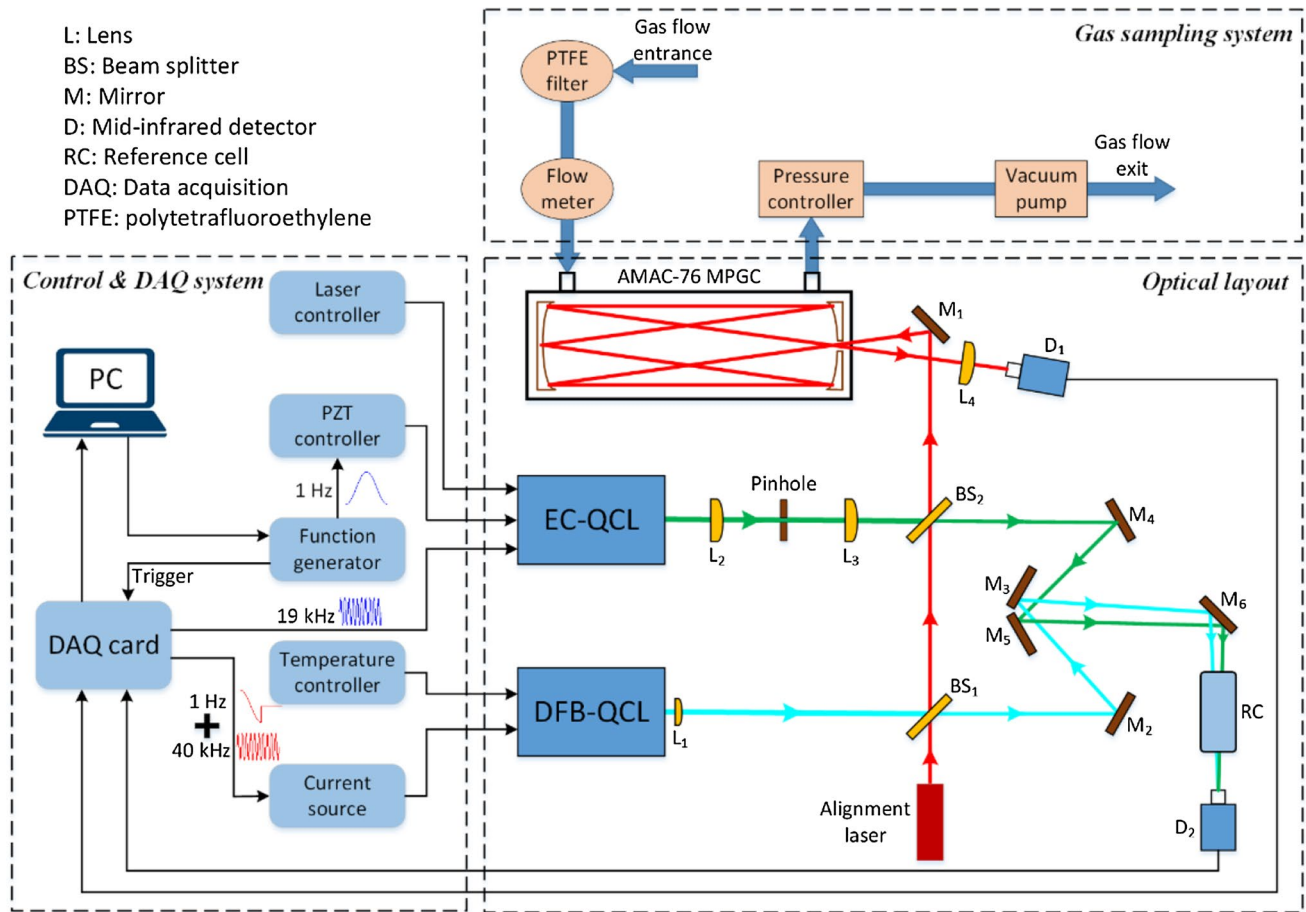 L: Lens
BS: Beam splitter
M: Mirror
D: Mid-infrared detector
RC: Reference cell
DAQ: Data acquisition
PTFE: polytetrafluoroethylene
Gas sampling system
Gas flow
entrance
PTFE
filter
Flow
meter
Pressure
controller
Vacuum
pump
Gas flow
exit
Control & DAQ system
Laser
controller
PC
PZT
controller
1 Hz
Function
generator
Trigger
DAQ card
19 kHz
Temperature
controller
1 Hz
+
40 kHz
Current
source
Optical layout
AMAC-76 MPGC
M₁
D₁
L₄
EC-QCL
L₂
Pinhole
L₃
BS₂
M₄
M₃
M₅
M₆
DFB-QCL
L₁
BS₁
M₂
RC
Alignment
laser
D₂